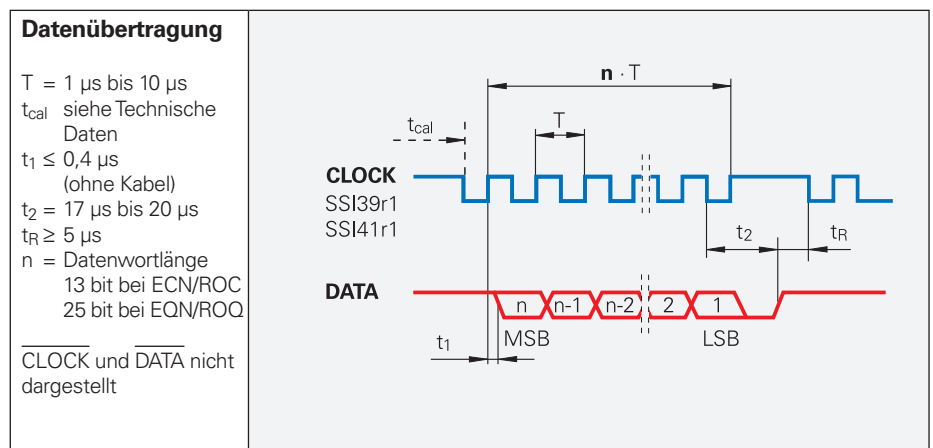 Datenübertragung
T = 1 µs bis 10 µs
tcal siehe Technische
Daten
t1 ≤ 0,4 µs
(ohne Kabel)
t2 = 17 µs bis 20 µs
tR ≥ 5 µs
n = Datenwortlänge
13 bit bei ECN/ROC
25 bit bei EQN/ROQ
CLOCK und DATA nicht
dargestellt
n · T
tcal
T
CLOCK
SSI39r1
SSI41r1
t2
tR
DATA
n n-1 n-2 2 1
t1
MSB
LSB